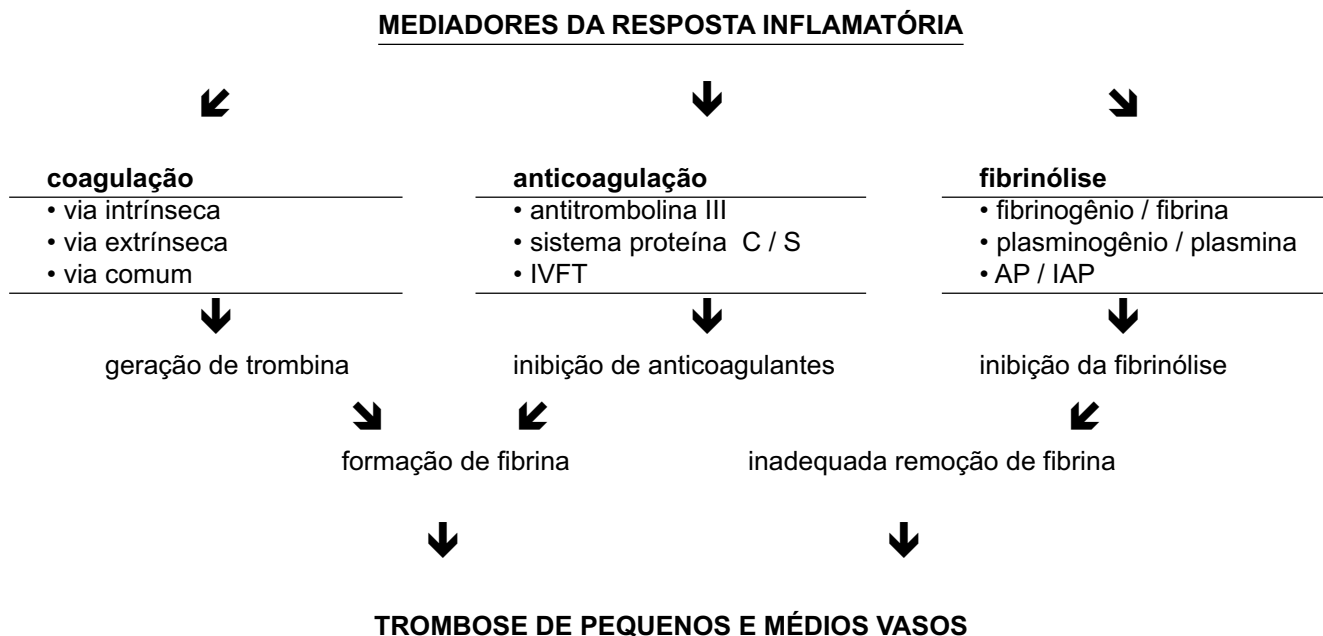 MEDIADORES DA RESPOSTA INFLAMATÓRIA
coagulação
• via intrínseca
• via extrínseca
• via comum
anticoagulação
• antitrombolina III
• sistema proteína C / S
• IVFT
fibrinólise
• fibrinogênio / fibrina
• plasminogênio / plasmina
• AP / IAP
geração de trombina
inibição de anticoagulantes
inibição da fibrinólise
formação de fibrina
inadequada remoção de fibrina
TROMBOSE DE PEQUENOS E MÉDIOS VASOS